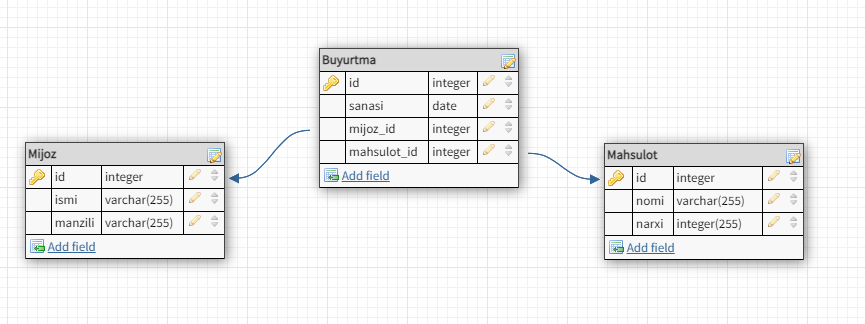 Buyurtma
id integer
sanasi date
mijoz_id integer
mahsulot_id integer
Add field
Mijoz
id integer
ismi varchar(255)
manzili varchar(255)
Add field
Mahsulot
id integer
nomi varchar(255)
narxi integer(255)
Add field